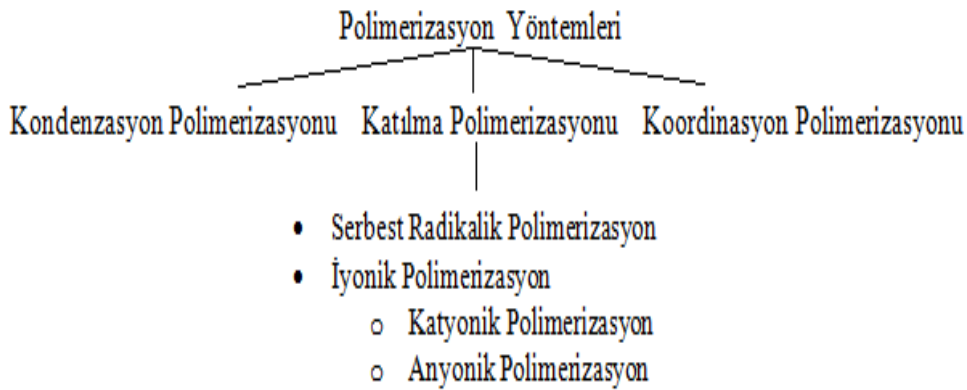 Polimerizasyon Yöntemleri
Kondenzasyon Polimerizasyonu Katılma Polimerizasyonu Koordinasyon Polimerizasyonu
• Serbest Radikalik Polimerizasyon
• İyonik Polimerizasyon
o Katyonik Polimerizasyon
o Anyonik Polimerizasyon